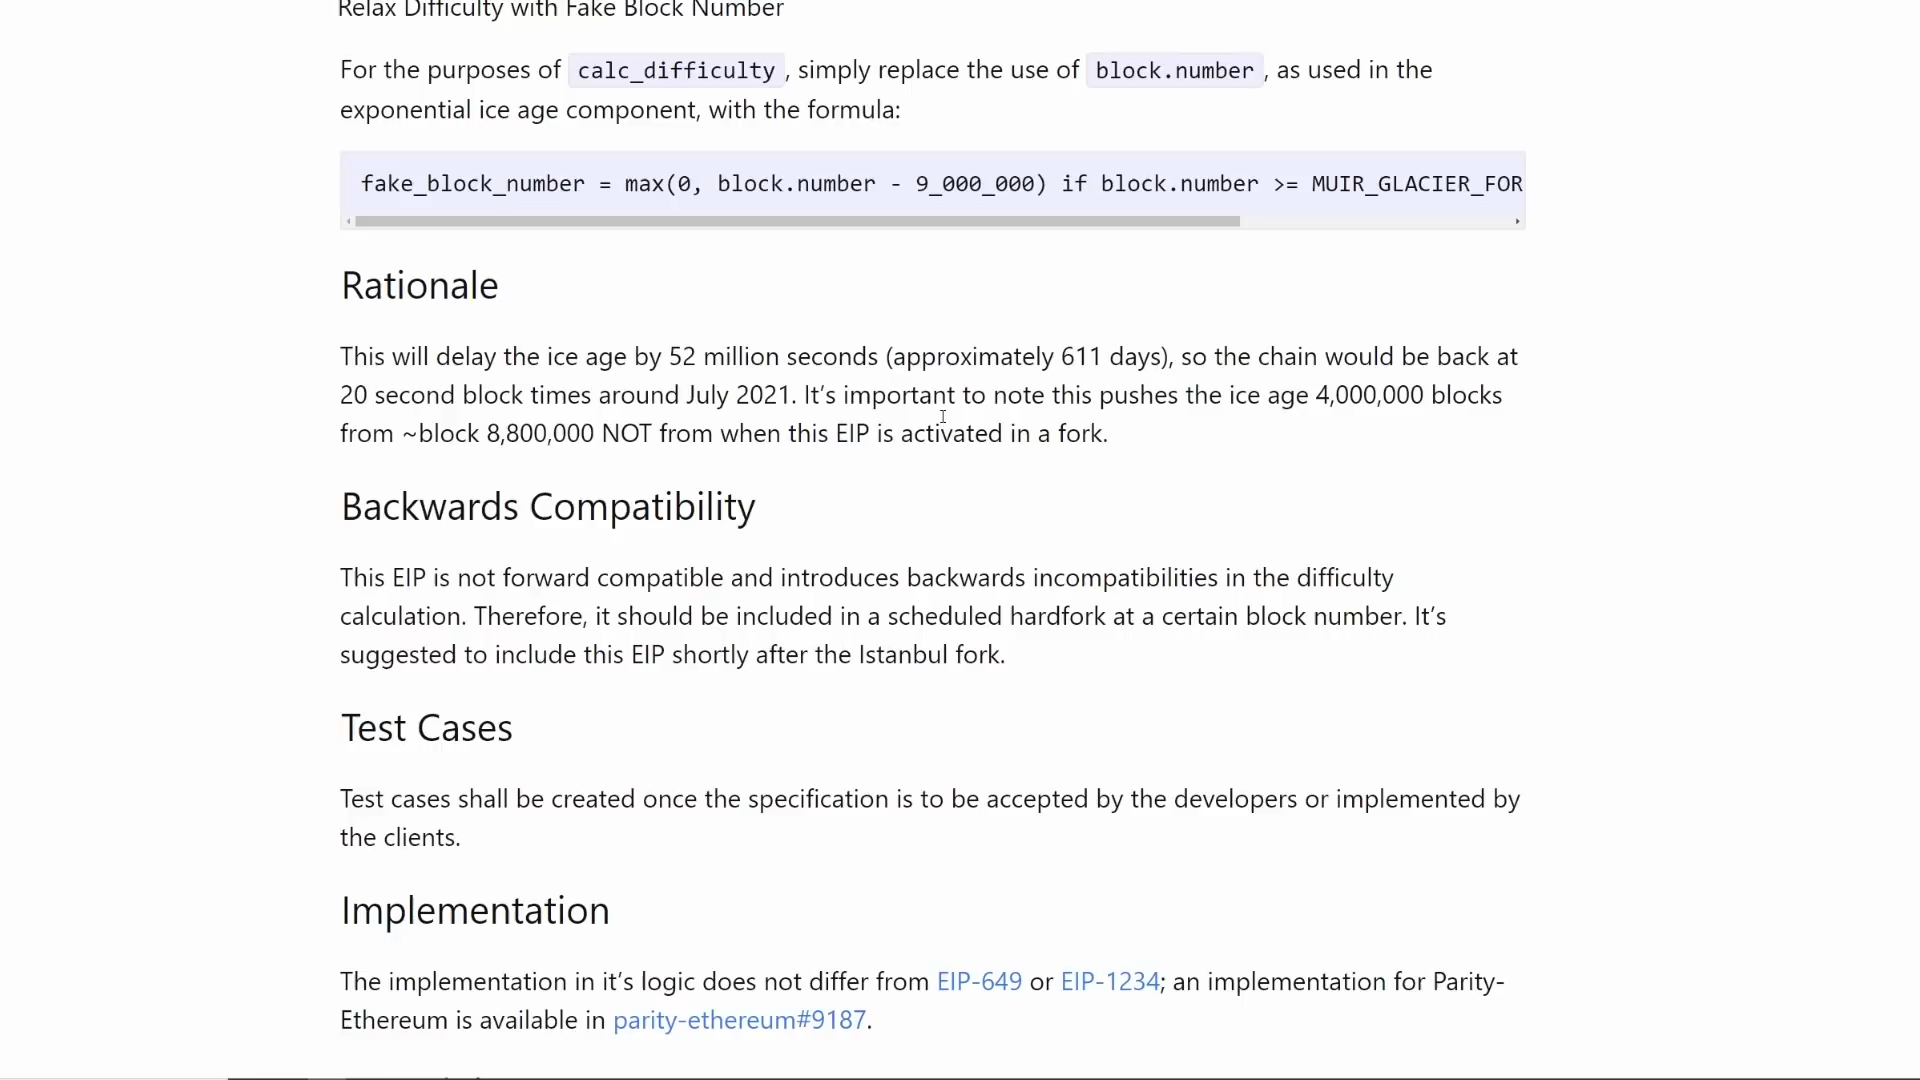 Relax Difficulty with Fake Block Number
For the purposes of calc_difficulty, simply replace the use of block.number, as used in the
exponential ice age component, with the formula:
fake_block_number = max(0, block.number - 9_000_000) if block.number >= MUIR_GLACIER_FOR
Rationale
This will delay the ice age by 52 million seconds (approximately 611 days), so the chain would be back at
20 second block times around July 2021. It’s important to note this pushes the ice age 4,000,000 blocks
from ~block 8,800,000 NOT from when this EIP is activated in a fork.
Backwards Compatibility
This EIP is not forward compatible and introduces backwards incompatibilities in the difficulty
calculation. Therefore, it should be included in a scheduled hardfork at a certain block number. It’s
suggested to include this EIP shortly after the Istanbul fork.
Test Cases
Test cases shall be created once the specification is to be accepted by the developers or implemented by
the clients.
Implementation
The implementation in it’s logic does not differ from EIP-649 or EIP-1234; an implementation for Parity-
Ethereum is available in parity-ethereum#9187.